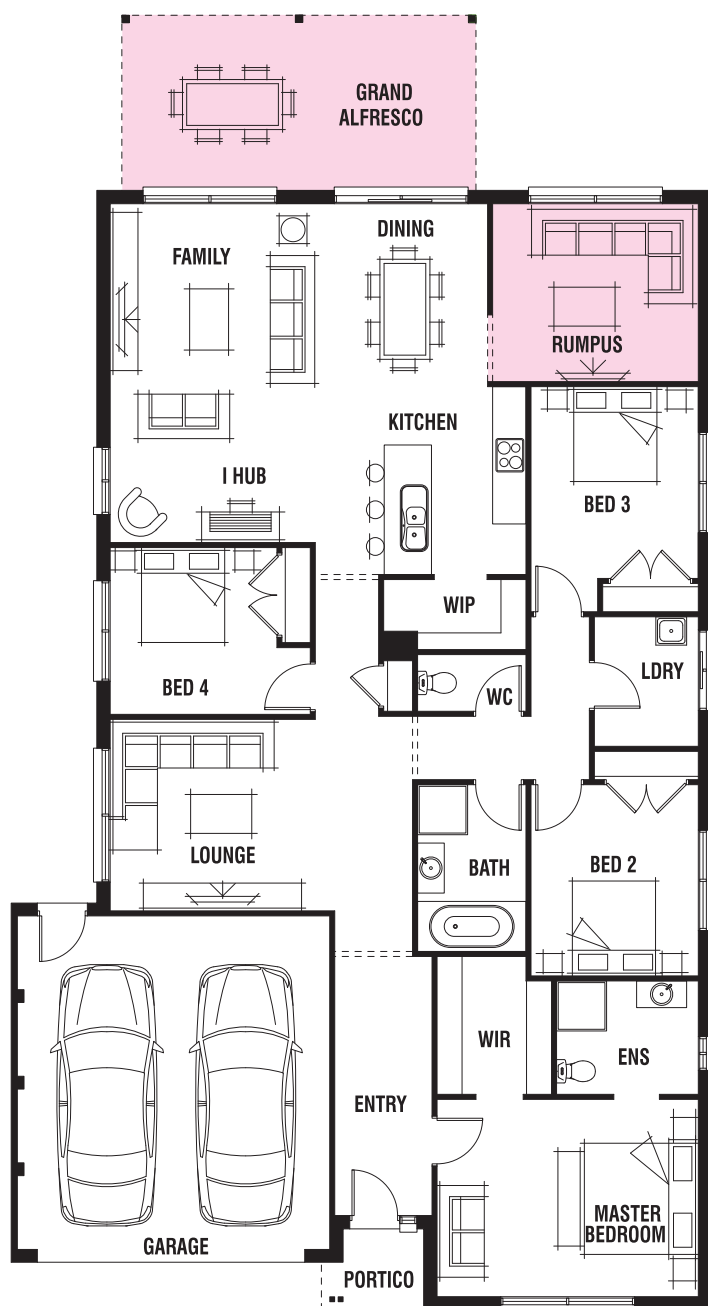 GRAND
ALFRESCO
DINING
FAMILY
RUMPUS
KITCHEN
I HUB
BED 3
WIP
LDRY
BED 4
WC
LOUNGE
BATH
BED 2
WIR
ENS
ENTRY
MASTER
BEDROOM
GARAGE
PORTICO